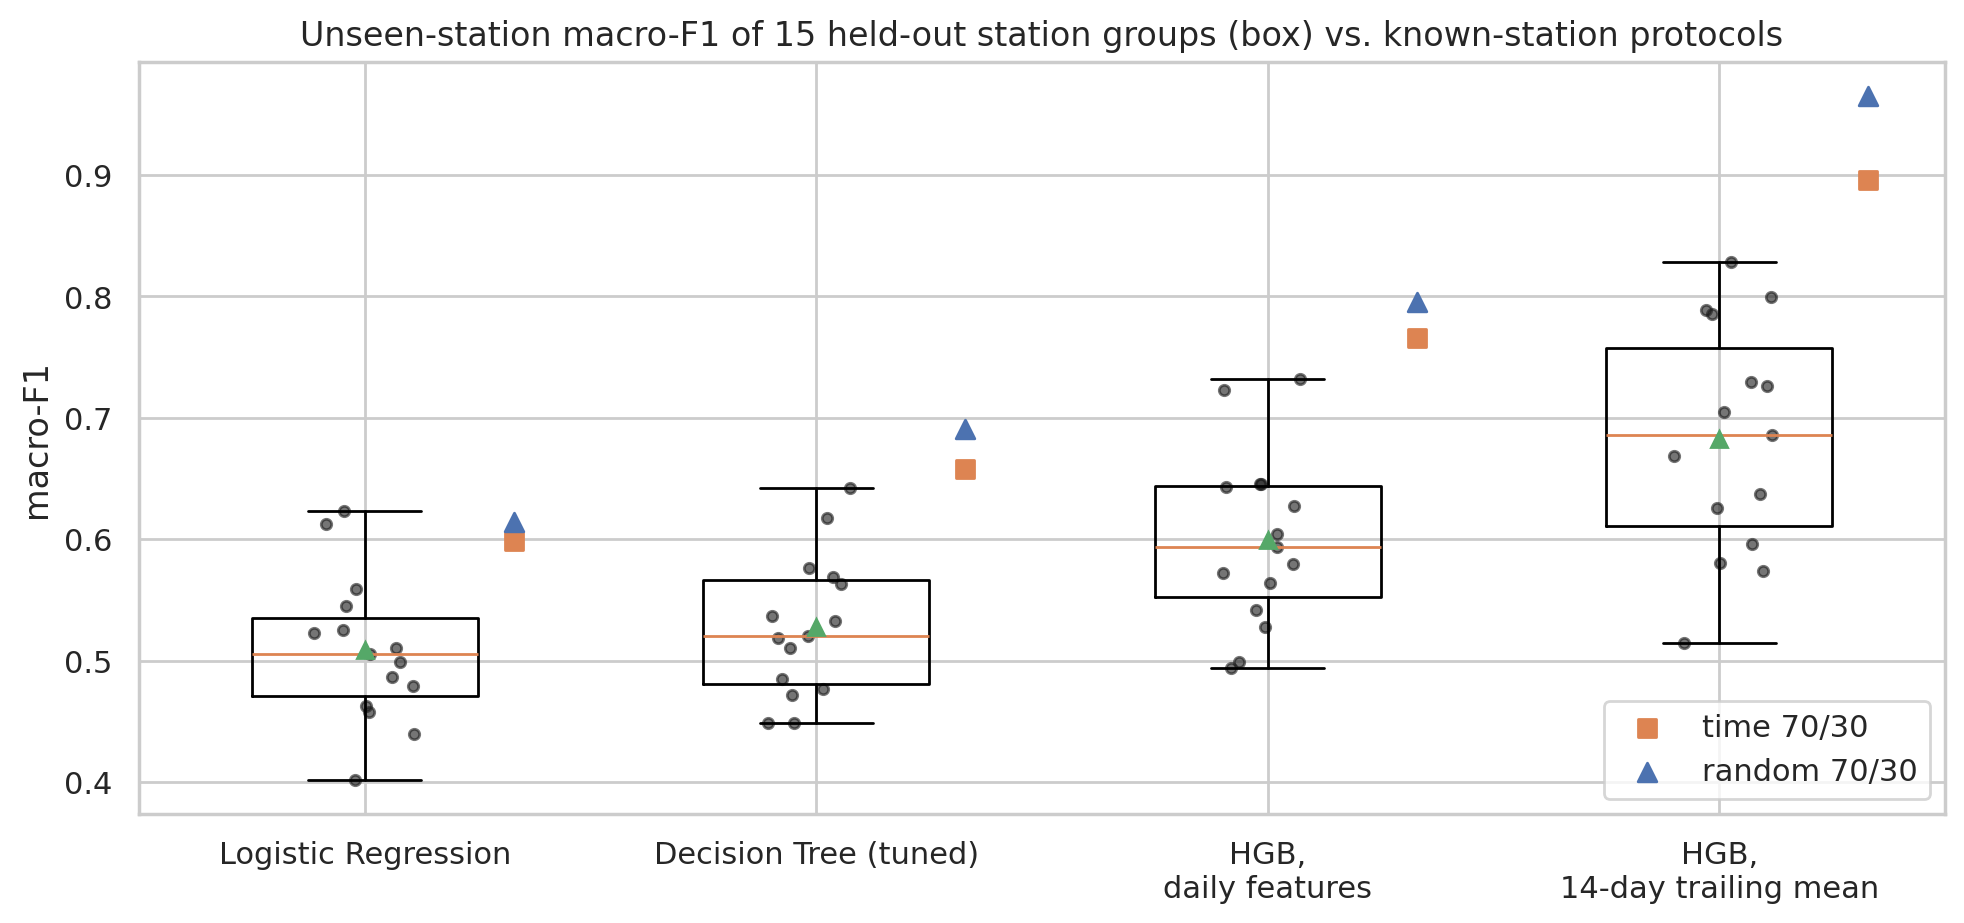 Unseen-station macro-F1 of 15 held-out station groups (box) vs. known-station protocols
macro-F1
0.9
0.8
0.7
0.6
0.5
0.4
time 70/30
random 70/30
Logistic Regression
Decision Tree (tuned)
HGB,
daily features
HGB,
14-day trailing mean